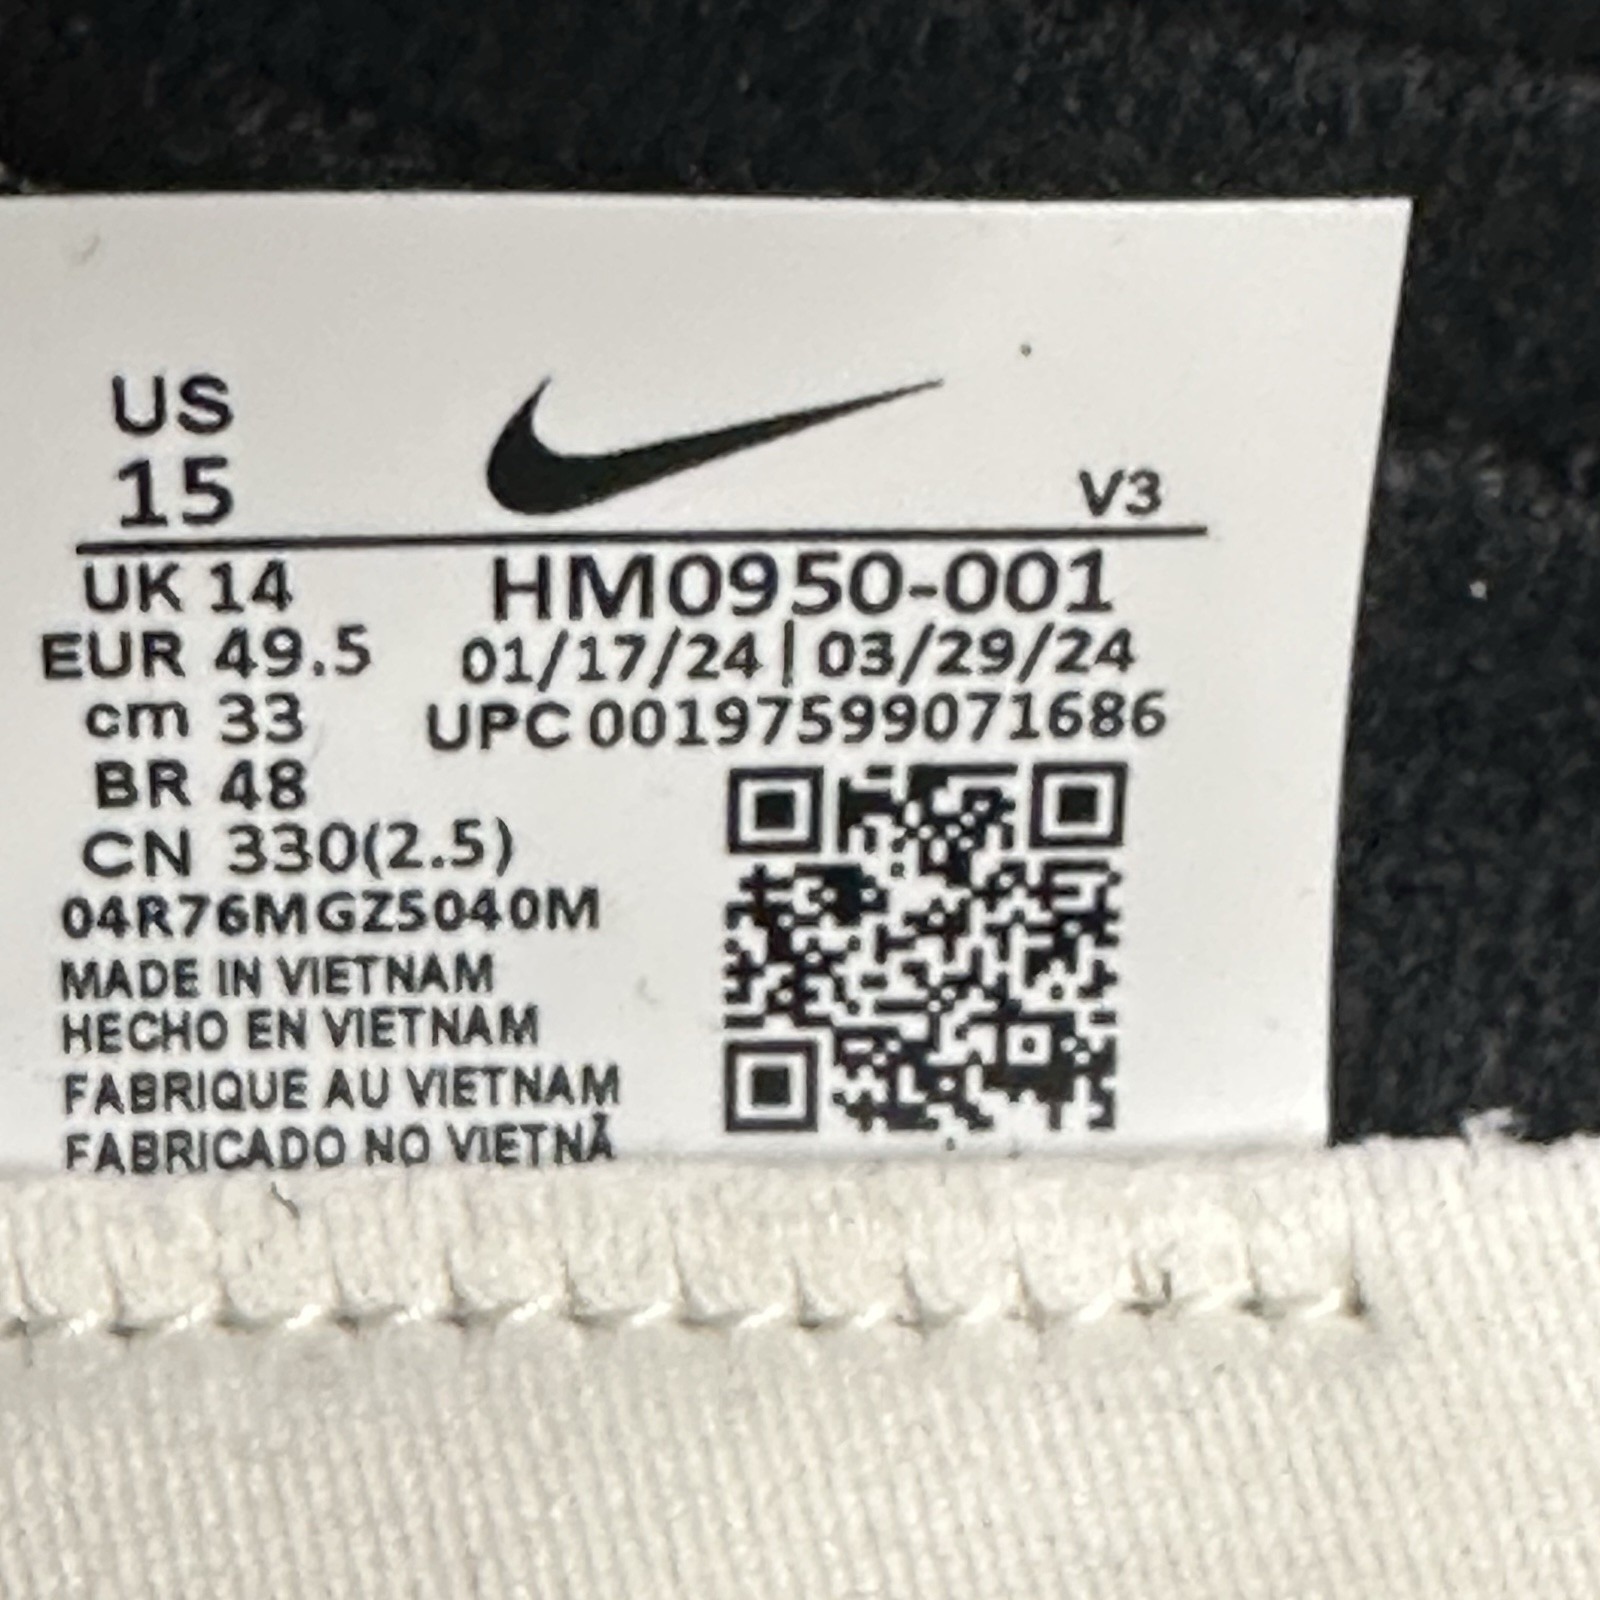 US
15
V3
UK 14
HM0950-001
EUR 49.5
01/17/24 | 03/29/24
cm 33
UPC 00197599071686
BR 48
CN 330(2.5)
04R76MGZ5040M
MADE IN VIETNAM
HECHO EN VIETNAM
FABRIQUE AU VIETNAM
FABRICADO NO VIETNÃ